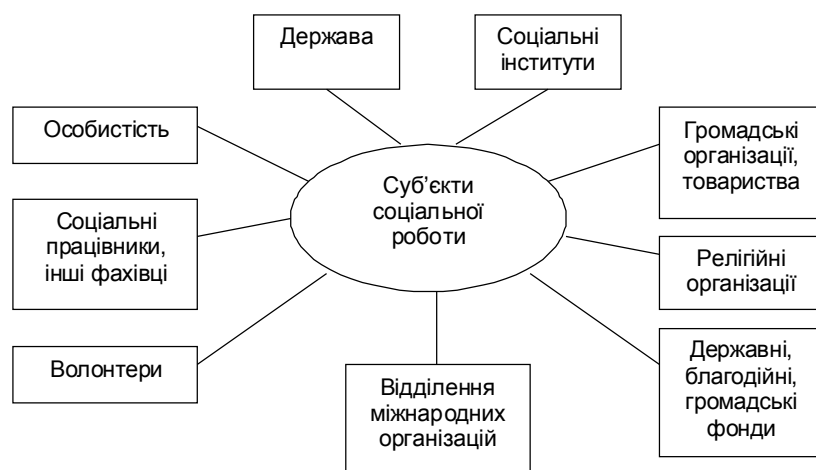 Держава
Соціальні
інститути
Особистість
Громадські
організації,
товариства
Суб’єкти
соціальної
роботи
Соціальні
працівники,
інші фахівці
Релігійні
організації
Волонтери
Відділення
міжнародних
організацій
Державні,
благодійні,
громадські
фонди